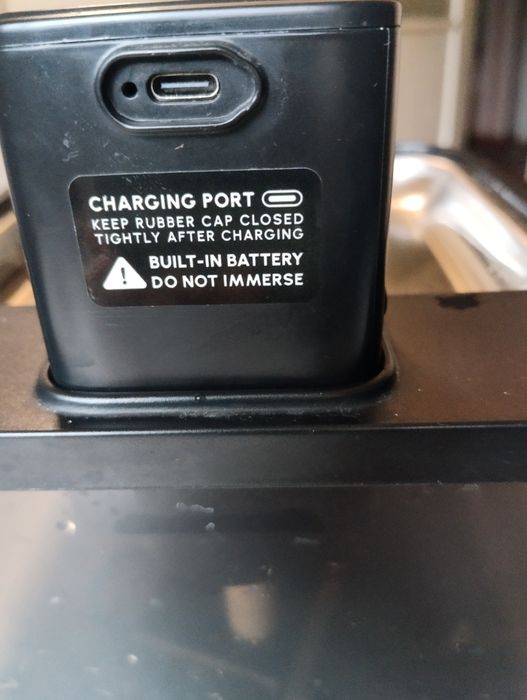 CHARGING PORT
KEEP RUBBER CAP CLOSED
TIGHTLY AFTER CHARGING
BUILT-IN BATTERY
DO NOT IMMERSE